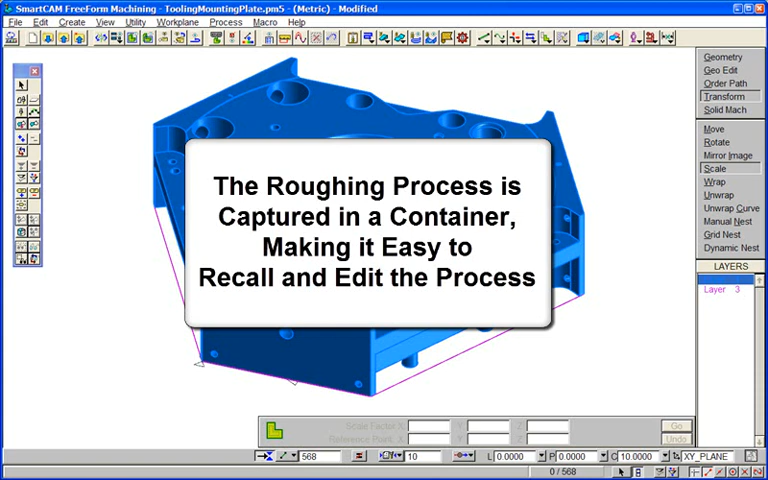 SmartCAM FreeForm Machining - ToolingMountingPlate.pm5 - (Metric) - Modified
File Edit Create View Utility Workplane Process Macro Help
Geometry
Geo Edit
Order Path
Transform
Solid Mach
Move
Rotate
Mirror Image
Scale
Wrap
Unwrap
Unwrap Curve
Manual Nest
Grid Nest
Dynamic Nest
LAYERS
Layer 3
The Roughing Process is
Captured in a Container,
Making it Easy to
Recall and Edit the Process
Scale Factor X: Y: Z: Go
Reference Point, X: Y: Z: Undo
568 10 L 0.0000 P 0.0000 C 10.0000 XY_PLANE
0 / 568